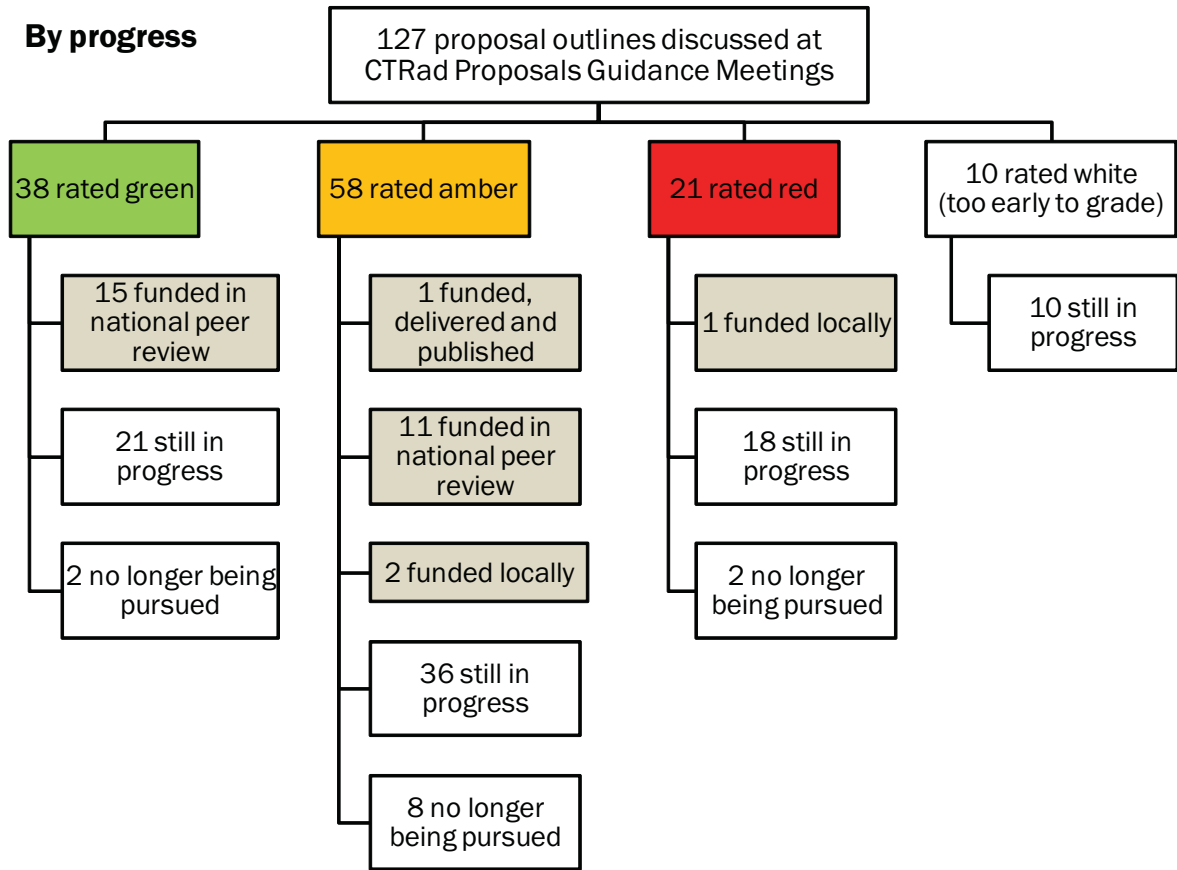 By progress
127 proposal outlines discussed at
CTRad Proposals Guidance Meetings
38 rated green
15 funded in
national peer
review
21 still in
progress
2 no longer being
pursued
58 rated amber
1 funded,
delivered and
published
11 funded in
national peer
review
2 funded locally
36 still in
progress
8 no longer
being pursued
21 rated red
1 funded locally
18 still in
progress
2 no longer
being pursued
10 rated white
(too early to grade)
10 still in
progress